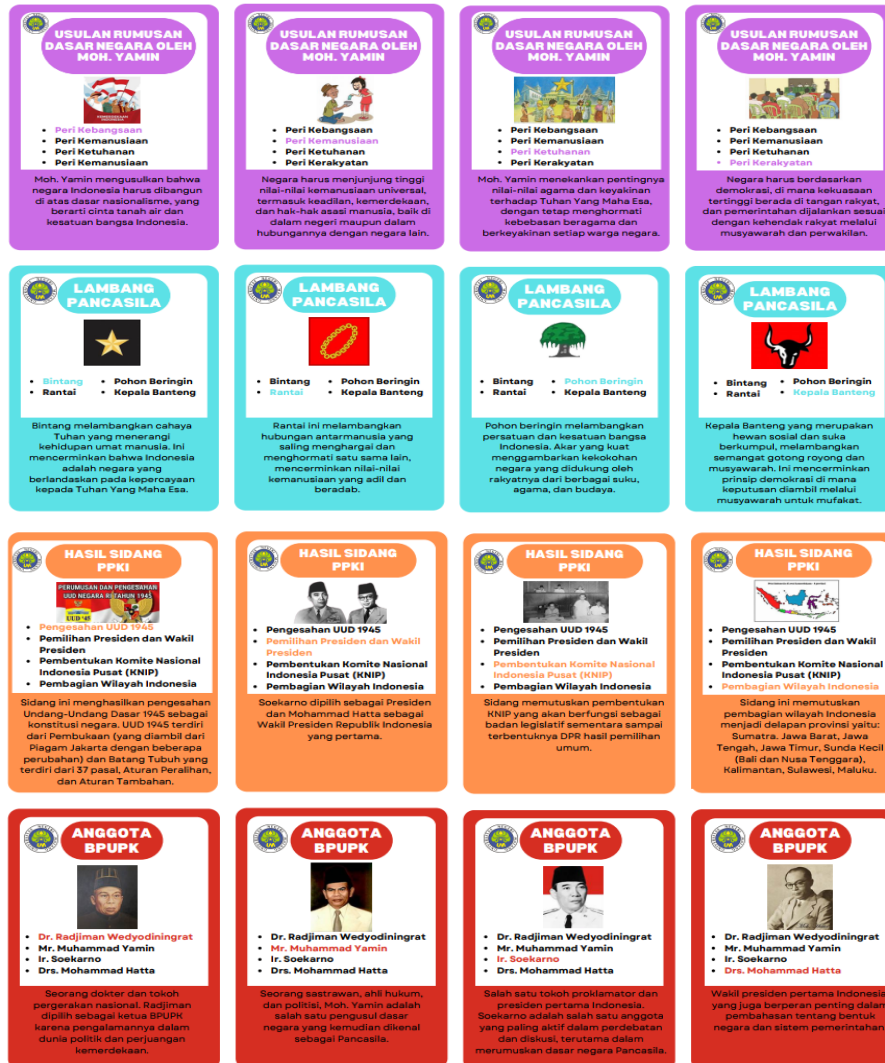 USULAN RUMUSAN
DASAR NEGARA OLEH
MOH. YAMIN
• Peri Kebangsaan
• Peri Kemanusiaan
• Peri Ketuhanan
• Peri Kemanusiaan
Moh. Yamin mengusulkan bahwa
negara Indonesia harus dibangun
di atas dasar nasionalisme, yang
berarti cinta tanah air dan
kesatuan bangsa Indonesia.
USULAN RUMUSAN
DASAR NEGARA OLEH
MOH. YAMIN
• Peri Kebangsaan
• Peri Kemanusiaan
• Peri Ketuhanan
• Peri Kerakyatan
Negara harus menjunjung tinggi
nilai-nilai kemanusiaan universal,
termasuk keadilan, kemerdekaan,
dan hak-hak asasi manusia, baik di
dalam negeri maupun dalam
hubungannya dengan negara lain.
USULAN RUMUSAN
DASAR NEGARA OLEH
MOH. YAMIN
• Peri Kebangsaan
• Peri Kemanusiaan
• Peri Ketuhanan
• Peri Kerakyatan
Moh. Yamin menekankan pentingnya
nilai-nilai agama dan keyakinan
terhadap Tuhan Yang Maha Esa,
dengan tetap menghormati
kebebasan beragama dan
berkeyakinan setiap warga negara.
USULAN RUMUSAN
DASAR NEGARA OLEH
MOH. YAMIN
• Peri Kebangsaan
• Peri Kemanusiaan
• Peri Ketuhanan
• Peri Kerakyatan
Negara harus berdasarkan
demokrasi, di mana kekuasaan
tertinggi berada di tangan rakyat,
dan pemerintahan dijalankan sesuai
dengan kehendak rakyat melalui
musyawarah dan perwakilan.
LAMBANG
PANCASILA
• Bintang • Pohon Beringin
• Rantai • Kepala Banteng
Bintang melambangkan cahaya
Tuhan yang menerangi
kehidupan umat manusia. Ini
mencerminkan bahwa Indonesia
adalah negara yang
berlandaskan pada kepercayaan
kepada Tuhan Yang Maha Esa.
LAMBANG
PANCASILA
• Bintang • Pohon Beringin
• Rantai • Kepala Banteng
Rantai ini melambangkan
hubungan antarmanusia yang
saling menghargai dan
menghormati satu sama lain,
mencerminkan nilai-nilai
kemanusiaan yang adil dan
beradab.
LAMBANG
PANCASILA
• Bintang • Pohon Beringin
• Rantai • Kepala Banteng
Pohon beringin melambangkan
persatuan dan kesatuan bangsa
Indonesia. Akar yang kuat
menggambarkan kekokohan
negara yang didukung oleh
rakyatnya dari berbagai suku,
agama, dan budaya.
LAMBANG
PANCASILA
• Bintang • Pohon Beringin
• Rantai • Kepala Banteng
Kepala Banteng yang merupakan
hewan sosial dan suka
berkumpul, melambangkan
semangat gotong royong dan
musyawarah. Ini mencerminkan
prinsip demokrasi di mana
keputusan diambil melalui
musyawarah untuk mufakat.
HASIL SIDANG
PPKI
PERUMUSAN DAN PENGESAHAN
UUD NEGARA RI TAHUN 1945
UUD '45
• Pengesahan UUD 1945
• Pemilihan Presiden dan Wakil
Presiden
• Pembentukan Komite Nasional
Indonesia Pusat (KNIP)
• Pembagian Wilayah Indonesia
Sidang ini menghasilkan pengesahan
Undang-Undang Dasar 1945 sebagai
konstitusi negara. UUD 1945 terdiri
dari Pembukaan (yang diambil dari
Piagam Jakarta dengan beberapa
perubahan) dan Batang Tubuh yang
terdiri dari 37 pasal, Aturan Peralihan,
dan Aturan Tambahan.
HASIL SIDANG
PPKI
• Pengesahan UUD 1945
• Pemilihan Presiden dan Wakil
Presiden
• Pembentukan Komite Nasional
Indonesia Pusat (KNIP)
• Pembagian Wilayah Indonesia
Soekarno dipilih sebagai Presiden
dan Mohammad Hatta sebagai
Wakil Presiden Republik Indonesia
yang pertama.
HASIL SIDANG
PPKI
• Pengesahan UUD 1945
• Pemilihan Presiden dan Wakil
Presiden
• Pembentukan Komite Nasional
Indonesia Pusat (KNIP)
• Pembagian Wilayah Indonesia
Sidang memutuskan pembentukan
KNIP yang akan berfungsi sebagai
badan legislatif sementara sampai
terbentuknya DPR hasil pemilihan
umum.
HASIL SIDANG
PPKI
• Pengesahan UUD 1945
• Pemilihan Presiden dan Wakil
Presiden
• Pembentukan Komite Nasional
Indonesia Pusat (KNIP)
• Pembagian Wilayah Indonesia
Sidang ini memutuskan
pembagian wilayah Indonesia
menjadi delapan provinsi yaitu:
Sumatra. Jawa Barat, Jawa
Tengah, Jawa Timur, Sunda Kecil
(Bali dan Nusa Tenggara),
Kalimantan, Sulawesi, Maluku.
ANGGOTA
BPUPK
• Dr. Radjiman Wedyodiningrat
• Mr. Muhammad Yamin
• Ir. Soekarno
• Drs. Mohammad Hatta
Seorang dokter dan tokoh
pergerakan nasional. Radjiman
dipilih sebagai ketua BPUPK
karena pengalamannya dalam
dunia politik dan perjuangan
kemerdekaan.
ANGGOTA
BPUPK
• Dr. Radjiman Wedyodiningrat
• Mr. Muhammad Yamin
• Ir. Soekarno
• Drs. Mohammad Hatta
Seorang sastrawan, ahli hukum,
dan politisi, Moh. Yamin adalah
salah satu pengusul dasar
negara yang kemudian dikenal
sebagai Pancasila.
ANGGOTA
BPUPK
• Dr. Radjiman Wedyodiningrat
• Mr. Muhammad Yamin
• Ir. Soekarno
• Drs. Mohammad Hatta
Salah satu tokoh proklamator dan
presiden pertama Indonesia.
Soekarno adalah salah satu anggota
yang paling aktif dalam perdebatan
dan diskusi, terutama dalam
merumuskan dasar negara Pancasila.
ANGGOTA
BPUPK
• Dr. Radjiman Wedyodiningrat
• Mr. Muhammad Yamin
• Ir. Soekarno
• Drs. Mohammad Hatta
Wakil presiden pertama Indonesia
yang juga berperan penting dalam
pembahasan tentang bentuk
negara dan sistem pemerintahan.